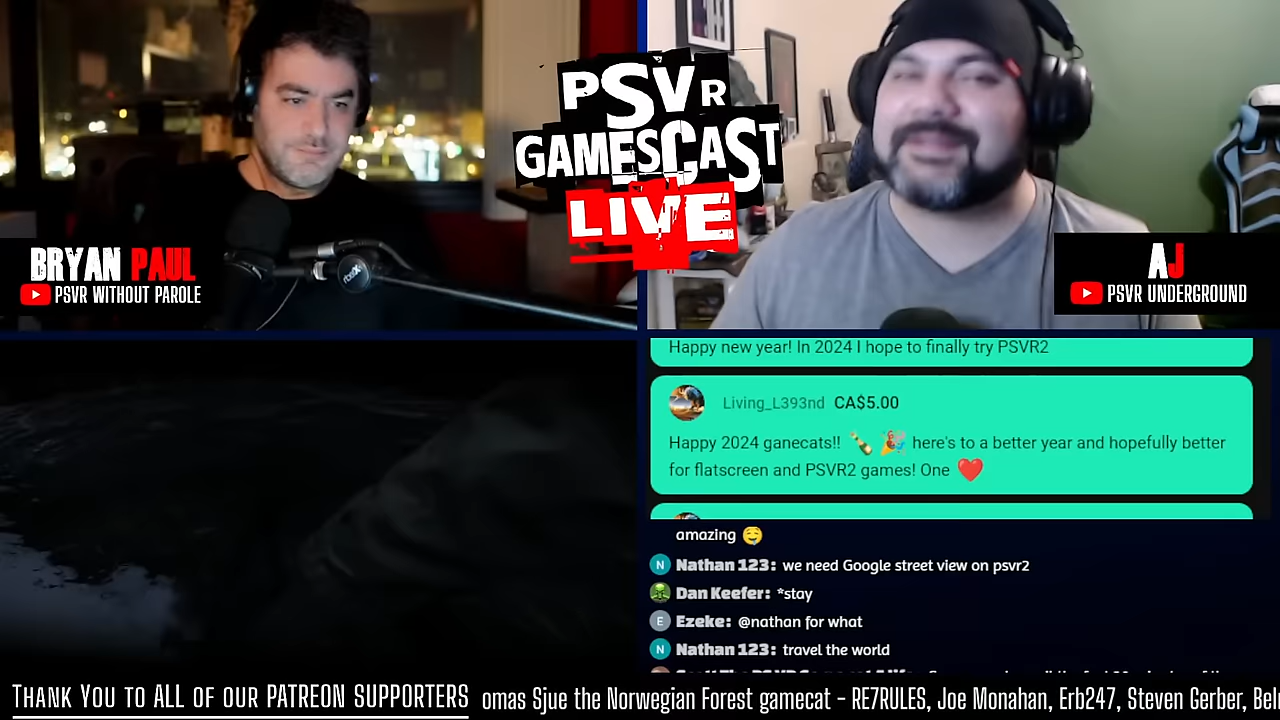 PSVR
GAMESCAST
LIVE
BRYAN PAUL
PSVR WITHOUT PAROLE
AJ
PSVR UNDERGROUND
Happy new year! In 2024 I hope to finally try PSVR2
Living_L393nd CA$5.00
Happy 2024 ganecats!! 🍾 🎉 here's to a better year and hopefully better
for flatscreen and PSVR2 games! One ❤️
amazing 🤤
N Nathan 123: we need Google street view on psvr2
Dan Keefer: *stay
E Ezeke: @nathan for what
N Nathan 123: travel the world
THANK YOU TO ALL OF OUR PATREON SUPPORTERS
omas Sjue the Norwegian Forest gamecat - RE7RULES, Joe Monahan, Erb247, Steven Gerber, Bel